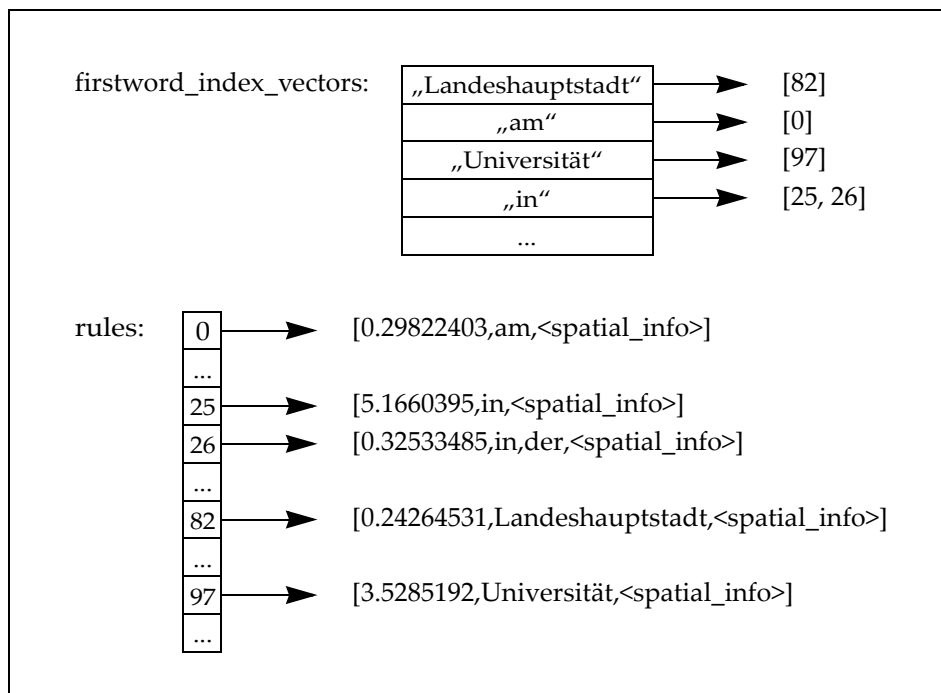 firstword_index_vectors: „Landeshauptstadt“ [82]
„am“ [0]
„Universität“ [97]
„in“ [25, 26]
...
rules: 0 [0.29822403,am,<spatial_info>]
...
25 [5.1660395,in,<spatial_info>]
26 [0.32533485,in,der,<spatial_info>]
...
82 [0.24264531,Landeshauptstadt,<spatial_info>]
...
97 [3.5285192,Universität,<spatial_info>]
...